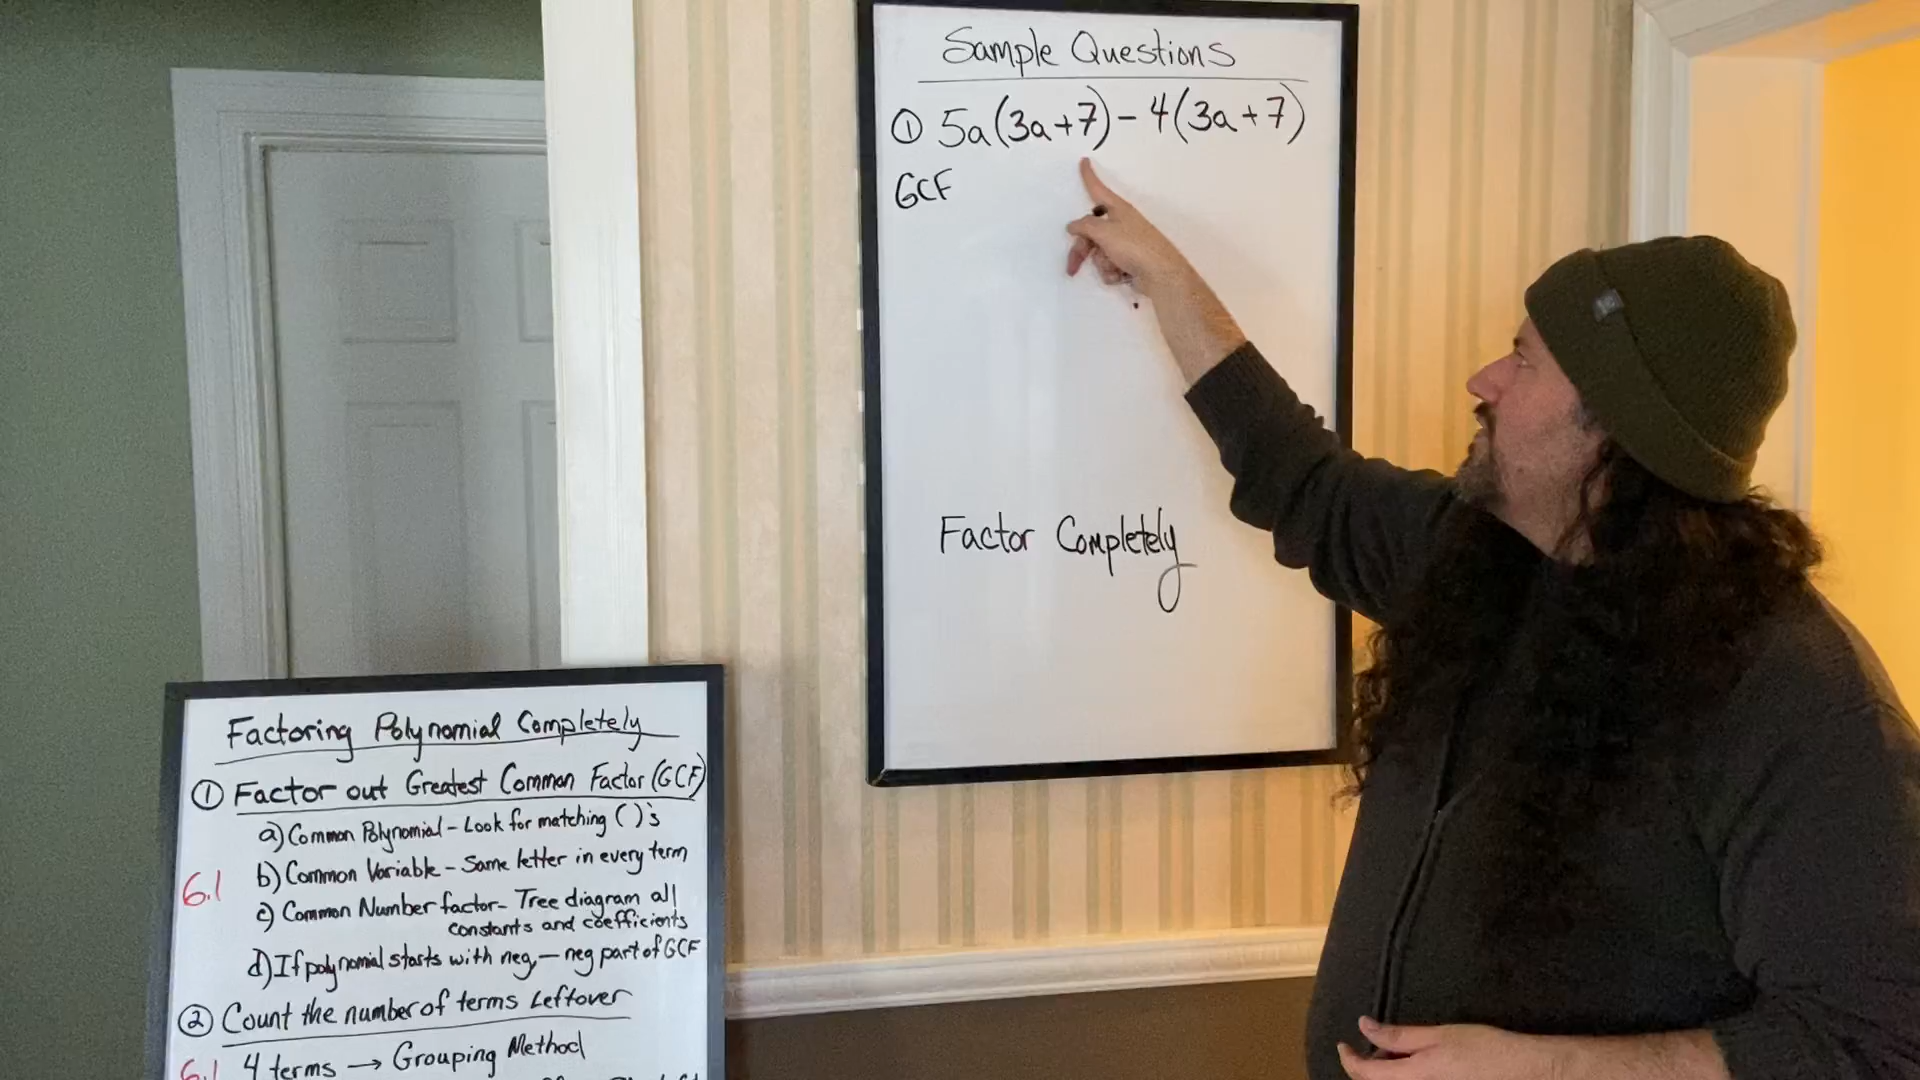 Sample Questions
① 5a(3a+7) - 4(3a+7)
GCF
Factor Completely
Factoring Polynomial Completely
① Factor out Greatest Common Factor (GCF)
a) Common Polynomial - Look for matching ( )'s
b) Common Variable - Same letter in every term
6.1
c) Common Number factor - Tree diagram all
constants and coefficients
d) If polynomial starts with neg, - neg part of GCF
② Count the number of terms Leftover
6.1 4 terms → Grouping Method